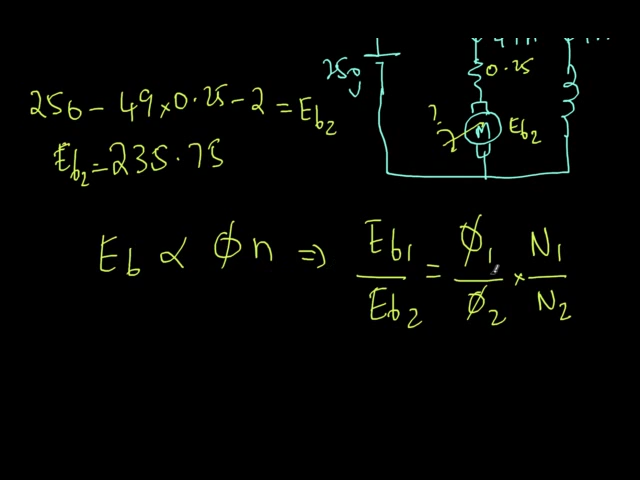 250
0.25
M
Eb2
?
250 - 49 × 0.25 - 2 = Eb2
Eb2 = 235.75
Eb ∝ φn ⇒ Eb1/Eb2 = φ1/φ2 × N1/N2